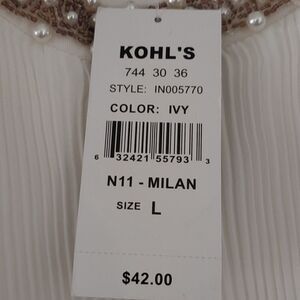 KOHL'S
744 30 36
STYLE: IN005770
COLOR: IVY
6 32421 55793 3
N11 - MILAN
SIZE L
$42.00